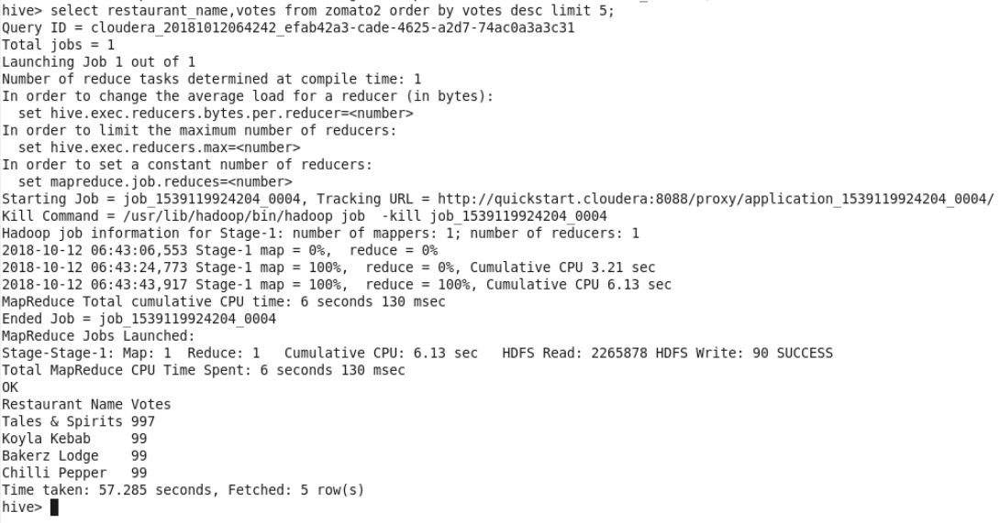 hive> select restaurant_name,votes from zomato2 order by votes desc limit 5;
Query ID = cloudera_20181012064242_efab42a3-cade-4625-a2d7-74ac0a3a3c31
Total jobs = 1
Launching Job 1 out of 1
Number of reduce tasks determined at compile time: 1
In order to change the average load for a reducer (in bytes):
  set hive.exec.reducers.bytes.per.reducer=<number>
In order to limit the maximum number of reducers:
  set hive.exec.reducers.max=<number>
In order to set a constant number of reducers:
  set mapreduce.job.reduces=<number>
Starting Job = job_1539119924204_0004, Tracking URL = http://quickstart.cloudera:8088/proxy/application_1539119924204_0004/
Kill Command = /usr/lib/hadoop/bin/hadoop job  -kill job_1539119924204_0004
Hadoop job information for Stage-1: number of mappers: 1; number of reducers: 1
2018-10-12 06:43:06,553 Stage-1 map = 0%,  reduce = 0%
2018-10-12 06:43:24,773 Stage-1 map = 100%,  reduce = 0%, Cumulative CPU 3.21 sec
2018-10-12 06:43:43,917 Stage-1 map = 100%,  reduce = 100%, Cumulative CPU 6.13 sec
MapReduce Total cumulative CPU time: 6 seconds 130 msec
Ended Job = job_1539119924204_0004
MapReduce Jobs Launched:
Stage-Stage-1: Map: 1  Reduce: 1   Cumulative CPU: 6.13 sec   HDFS Read: 2265878 HDFS Write: 90 SUCCESS
Total MapReduce CPU Time Spent: 6 seconds 130 msec
OK
Restaurant Name Votes
Tales & Spirits 997
Koyla Kebab     99
Bakerz Lodge    99
Chilli Pepper   99
Time taken: 57.285 seconds, Fetched: 5 row(s)
hive>